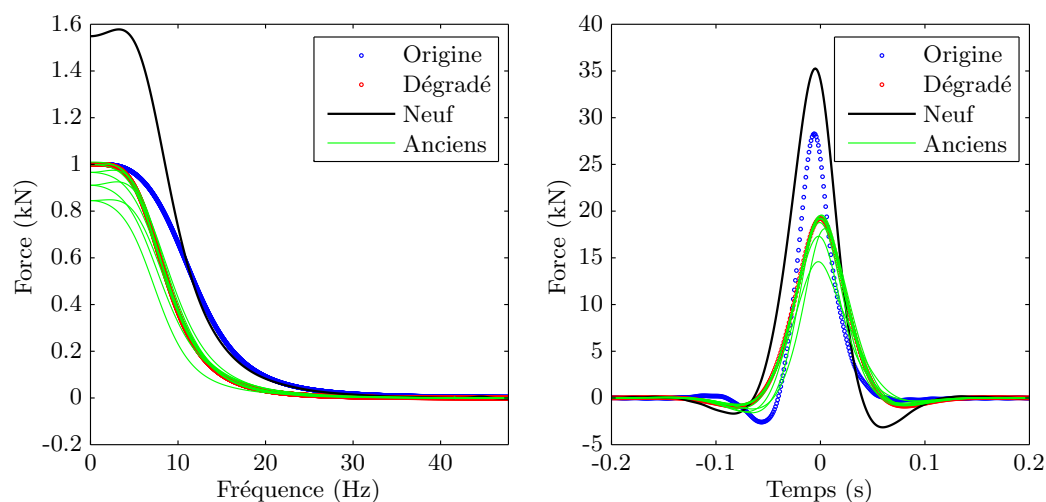 1.6
1.4
1.2
1
0.8
0.6
0.4
0.2
0
-0.2
Force (kN)
0
10
20
30
40
Fréquence (Hz)
Origine
Dégradé
Neuf
Anciens
40
35
30
25
20
15
10
5
0
-5
Force (kN)
-0.2
-0.1
0
0.1
0.2
Temps (s)
Origine
Dégradé
Neuf
Anciens